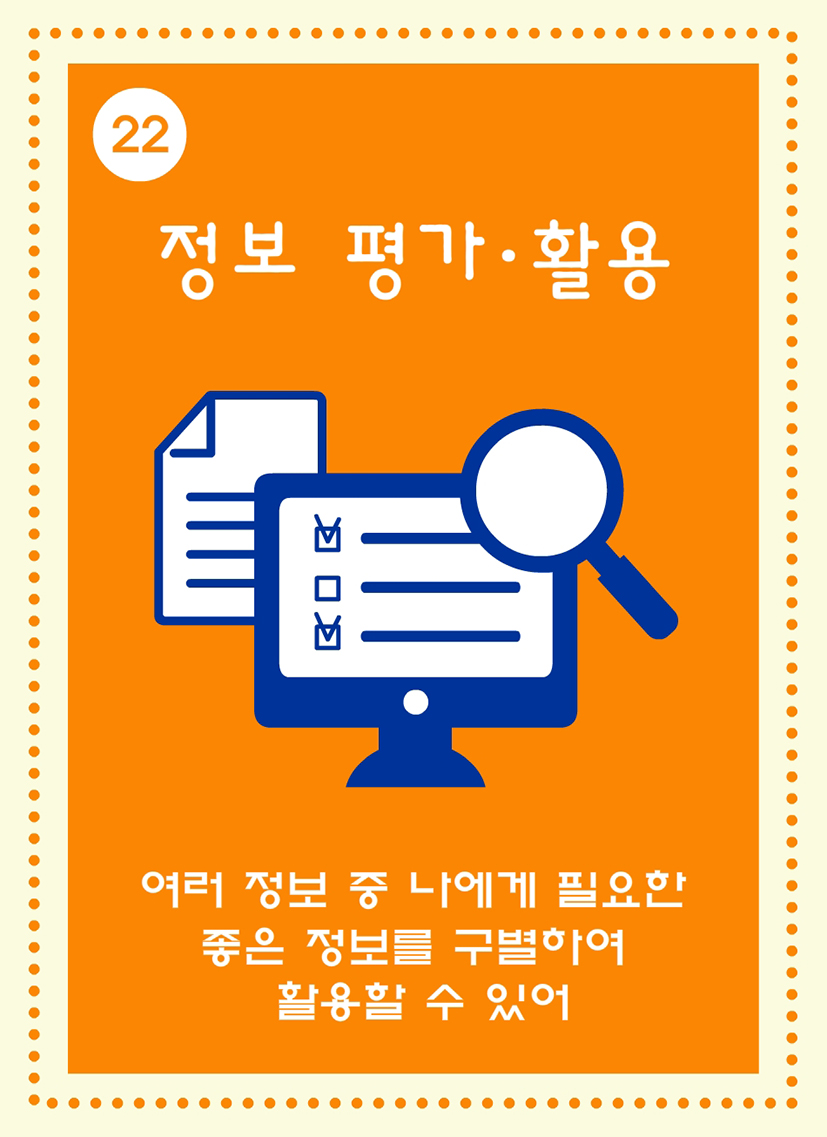 22
정보 평가·활용
여러 정보 중 나에게 필요한
좋은 정보를 구별하여
활용할 수 있어